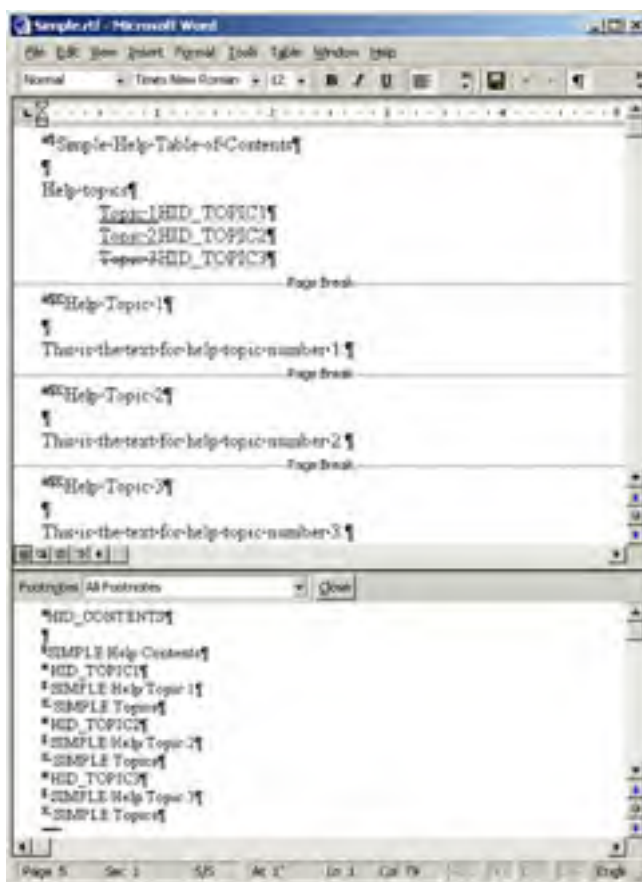 Simple.rtf - Microsoft Word
File Edit View Insert Format Tools Table Window Help
Normal Times New Roman 12 B I U ¶
#$Simple·Help·Table·of·Contents¶
¶
Help·topics¶
Topic·1HID_TOPIC1¶
Topic·2HID_TOPIC2¶
Topic·3HID_TOPIC3¶
Page Break
#$KHelp·Topic·1¶
¶
This·is·the·text·for·help·topic·number·1.¶
Page Break
#$KHelp·Topic·2¶
¶
This·is·the·text·for·help·topic·number·2.¶
Page Break
#$KHelp·Topic·3¶
¶
This·is·the·text·for·help·topic·number·3.¶
Footnotes All Footnotes Close
#HID_CONTENTS¶
¶
$SIMPLE Help Contents¶
#HID_TOPIC1¶
$SIMPLE Help Topic 1¶
K SIMPLE Topics¶
#HID_TOPIC2¶
$SIMPLE Help Topic 2¶
K SIMPLE Topics¶
#HID_TOPIC3¶
$SIMPLE Help Topic 3¶
K SIMPLE Topics¶
Page 5 Sec 1 5/5 At 1" Ln 1 Col 79 Engli